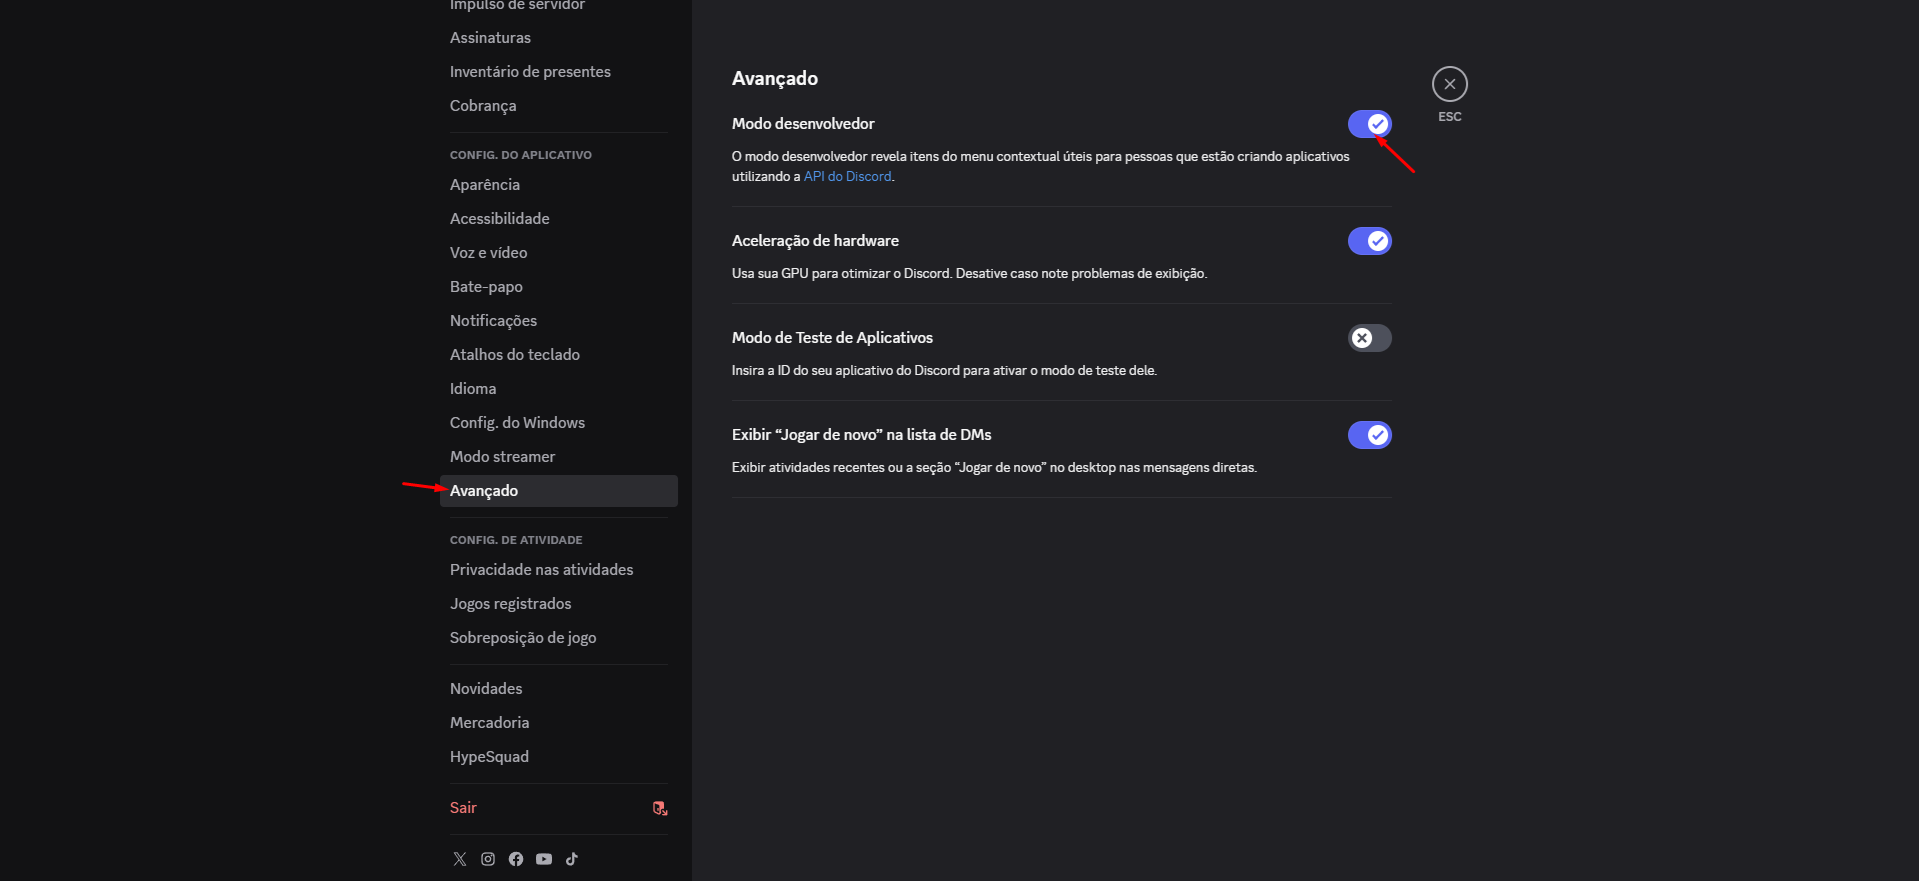 Impulso de servidor
Assinaturas
Inventário de presentes
Cobrança
CONFIG. DO APLICATIVO
Aparência
Acessibilidade
Voz e vídeo
Bate-papo
Notificações
Atalhos do teclado
Idioma
Config. do Windows
Modo streamer
Avançado
CONFIG. DE ATIVIDADE
Privacidade nas atividades
Jogos registrados
Sobreposição de jogo
Novidades
Mercadoria
HypeSquad
Sair
Avançado
Modo desenvolvedor
O modo desenvolvedor revela itens do menu contextual úteis para pessoas que estão criando aplicativos
utilizando a API do Discord.
Aceleração de hardware
Usa sua GPU para otimizar o Discord. Desative caso note problemas de exibição.
Modo de Teste de Aplicativos
Insira a ID do seu aplicativo do Discord para ativar o modo de teste dele.
Exibir “Jogar de novo” na lista de DMs
Exibir atividades recentes ou a seção “Jogar de novo” no desktop nas mensagens diretas.
ESC